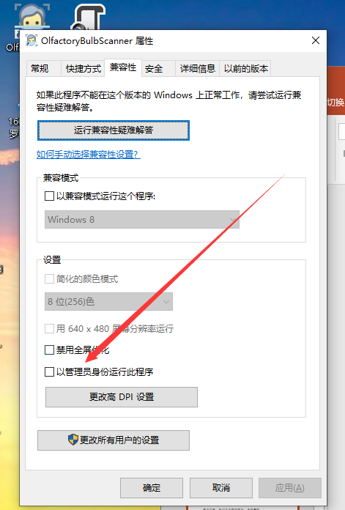 OlfactoryBulbScanner 属性
常规
快捷方式
兼容性
安全
详细信息
以前的版本
如果此程序不能在这个版本的 Windows 上正常工作，请尝试运行兼
容性疑难解答。
运行兼容性疑难解答
如何手动选择兼容性设置?
兼容模式
以兼容模式运行这个程序:
Windows 8
设置
简化的颜色模式
8 位(256)色
用 640 x 480 屏幕分辨率运行
禁用全屏优化
以管理员身份运行此程序
更改高 DPI 设置
更改所有用户的设置
确定
取消
应用(A)
切换